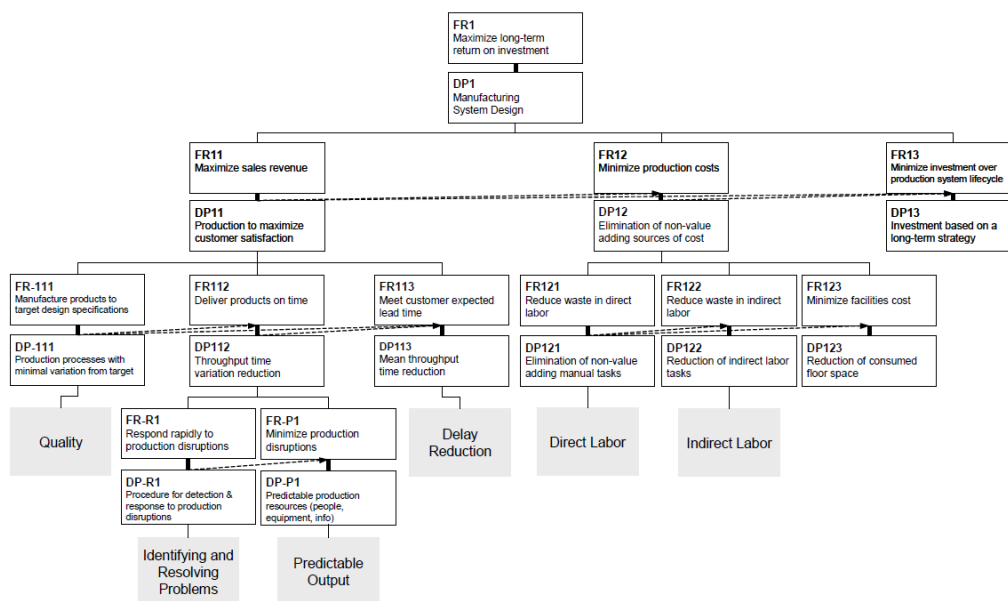 FR1
Maximize long-term
return on investment
DP1
Manufacturing
System Design
FR11
Maximize sales revenue
FR12
Minimize production costs
FR13
Minimize investment over
production system lifecycle
DP11
Production to maximize
customer satisfaction
DP12
Elimination of non-value
adding sources of cost
DP13
Investment based on a
long-term strategy
FR-111
Manufacture products to
target design specifications
FR112
Deliver products on time
FR113
Meet customer expected
lead time
FR121
Reduce waste in direct
labor
FR122
Reduce waste in indirect
labor
FR123
Minimize facilities cost
DP-111
Production processes with
minimal variation from target
DP112
Throughput time
variation reduction
DP113
Mean throughput
time reduction
DP121
Elimination of non-value
adding manual tasks
DP122
Reduction of indirect labor
tasks
DP123
Reduction of consumed
floor space
Quality
FR-R1
Respond rapidly to
production disruptions
FR-P1
Minimize production
disruptions
Delay
Reduction
Direct Labor
Indirect Labor
DP-R1
Procedure for detection &
response to production
disruptions
DP-P1
Predictable production
resources (people,
equipment, info)
Identifying and
Resolving
Problems
Predictable
Output